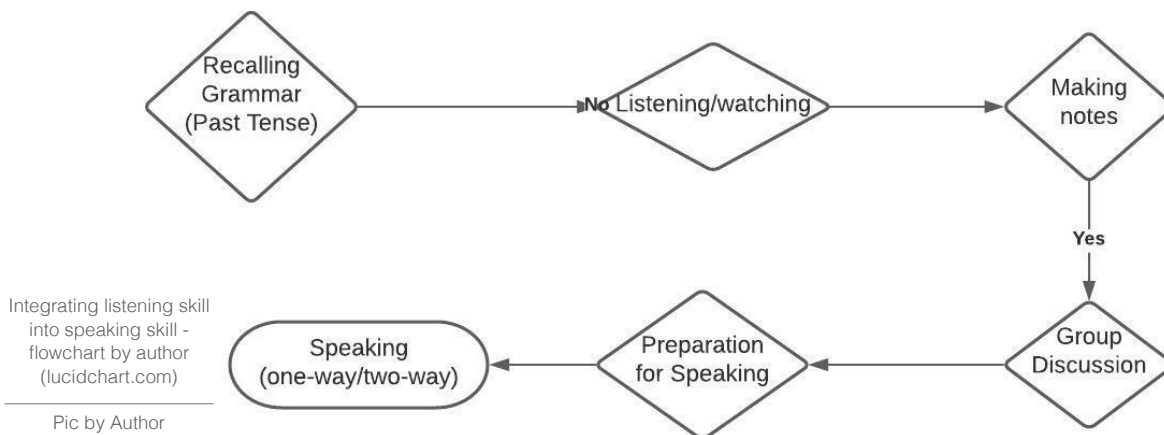 Recalling
Grammar
(Past Tense)
No
Listening/watching
Making
notes
Yes
Group
Discussion
Preparation
for Speaking
Speaking
(one-way/two-way)
Integrating listening skill
into speaking skill -
flowchart by author
(lucidchart.com)
Pic by Author